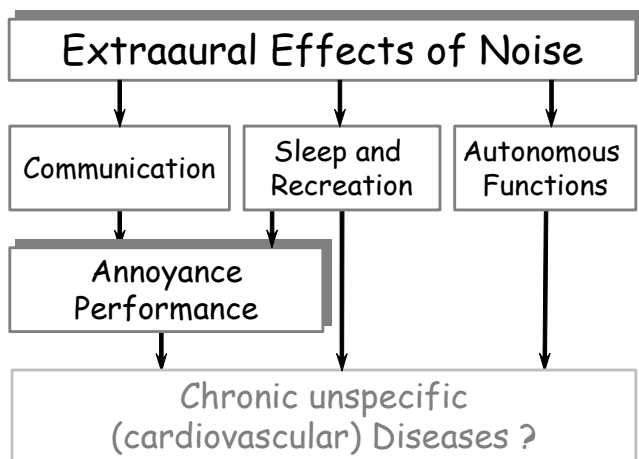 Extraaural Effects of Noise
Communication
Sleep and
Recreation
Autonomous
Functions
Annoyance
Performance
Chronic unspecific
(cardiovascular) Diseases ?